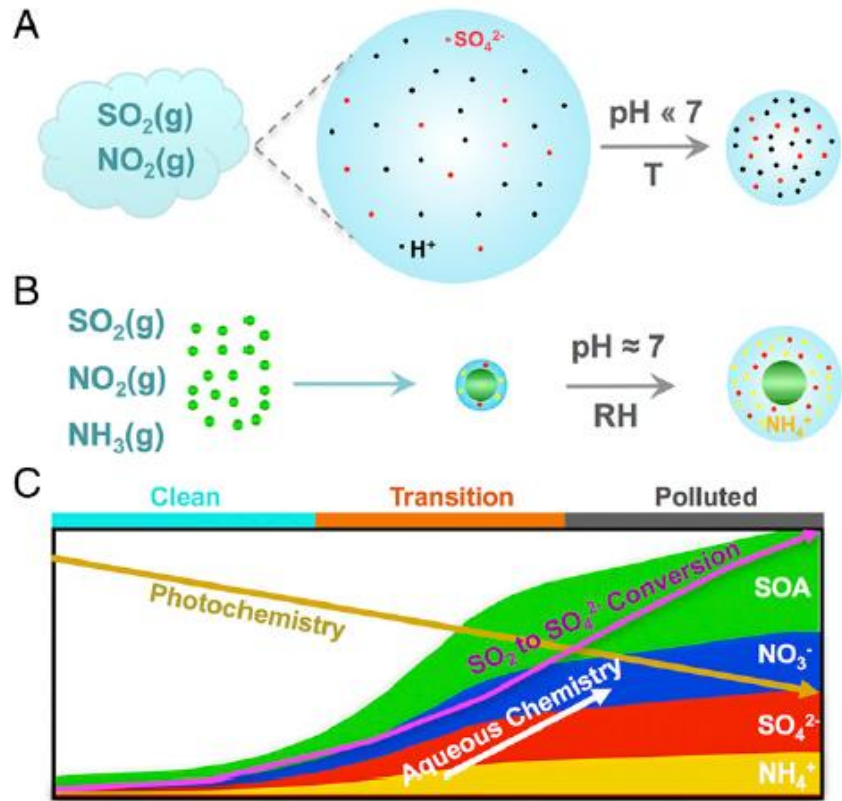 A
SO₂(g)
NO₂(g)
SO₄²⁻
H⁺
pH « 7
T
B
SO₂(g)
NO₂(g)
NH₃(g)
pH ≈ 7
RH
NH₄⁺
C
Clean
Transition
Polluted
Photochemistry
SO₂ to SO₄²⁻ Conversion
Aqueous Chemistry
SOA
NO₃⁻
SO₄²⁻
NH₄⁺